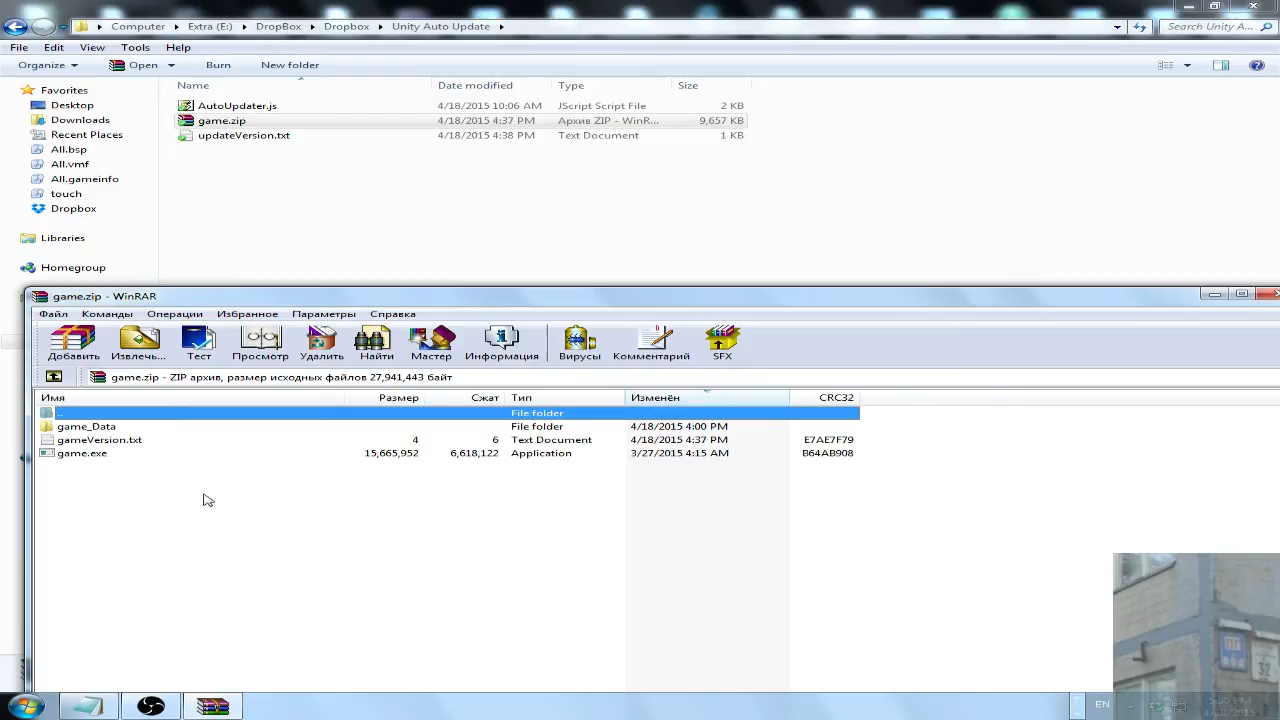 Computer ▸ Extra (E:) ▸ DropBox ▸ Dropbox ▸ Unity Auto Update ▸
Search Unity A...
File Edit View Tools Help
Organize Open Burn New folder
Name Date modified Type Size
Favorites
Desktop
Downloads
Recent Places
All.bsp
All.vmf
All.gameinfo
touch
Dropbox
Libraries
Homegroup
AutoUpdater.js 4/18/2015 10:06 AM JScript Script File 2 KB
game.zip 4/18/2015 4:37 PM Архив ZIP - WinR... 9,657 KB
updateVersion.txt 4/18/2015 4:38 PM Text Document 1 KB
game.zip - WinRAR
Файл Команды Операции Избранное Параметры Справка
Добавить Извлечь... Тест Просмотр Удалить Найти Мастер Информация Вирусы Комментарий SFX
game.zip - ZIP архив, размер исходных файлов 27,941,443 байт
Имя Размер Сжат Тип Изменён CRC32
.. File folder
game_Data File folder 4/18/2015 4:00 PM
gameVersion.txt 4 6 Text Document 4/18/2015 4:37 PM E7AE7F79
game.exe 15,665,952 6,618,122 Application 3/27/2015 4:15 AM B64AB908
32
EN
5:00 PM
4/18/2015